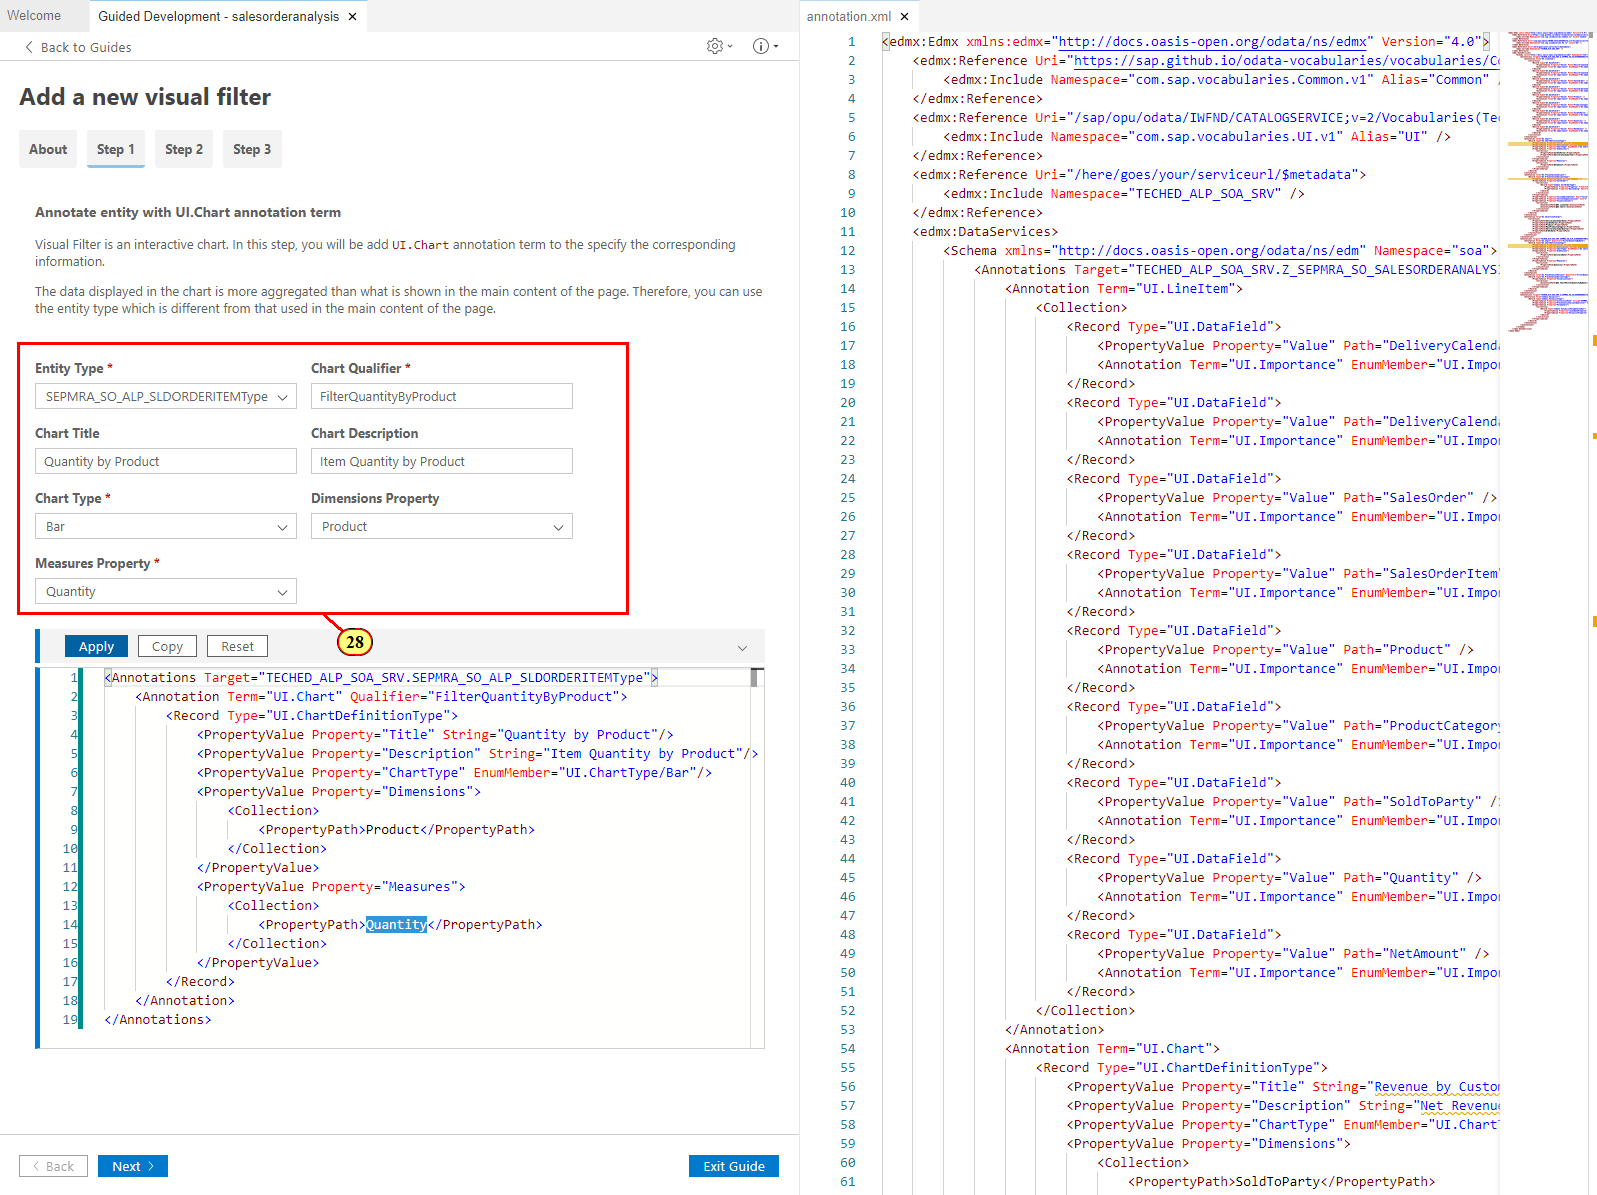 Welcome
Guided Development - salesorderanalysis
Back to Guides
Add a new visual filter
About
Step 1
Step 2
Step 3
Annotate entity with UI.Chart annotation term
Visual Filter is an interactive chart. In this step, you will be add UI.Chart annotation term to the specify the corresponding
information.
The data displayed in the chart is more aggregated than what is shown in the main content of the page. Therefore, you can use
the entity type which is different from that used in the main content of the page.
Entity Type *
Chart Qualifier *
SEPMRA_SO_ALP_SLDORDERITEMType
FilterQuantityByProduct
Chart Title
Chart Description
Quantity by Product
Item Quantity by Product
Chart Type *
Dimensions Property
Bar
Product
Measures Property *
Quantity
28
Apply
Copy
Reset
1 <Annotations Target="TECHED_ALP_SOA_SRV.SEPMRA_SO_ALP_SLDORDERITEMType">
2 <Annotation Term="UI.Chart" Qualifier="FilterQuantityByProduct">
3 <Record Type="UI.ChartDefinitionType">
4 <PropertyValue Property="Title" String="Quantity by Product"/>
5 <PropertyValue Property="Description" String="Item Quantity by Product"/>
6 <PropertyValue Property="ChartType" EnumMember="UI.ChartType/Bar"/>
7 <PropertyValue Property="Dimensions">
8 <Collection>
9 <PropertyPath>Product</PropertyPath>
10 </Collection>
11 </PropertyValue>
12 <PropertyValue Property="Measures">
13 <Collection>
14 <PropertyPath>Quantity</PropertyPath>
15 </Collection>
16 </PropertyValue>
17 </Record>
18 </Annotation>
19 </Annotations>
Back
Next
Exit Guide
annotation.xml
1 <edmx:Edmx xmlns:edmx="http://docs.oasis-open.org/odata/ns/edmx" Version="4.0">
2 <edmx:Reference Uri="https://sap.github.io/odata-vocabularies/vocabularies/Co
3 <edmx:Include Namespace="com.sap.vocabularies.Common.v1" Alias="Common" /
4 </edmx:Reference>
5 <edmx:Reference Uri="/sap/opu/odata/IWFND/CATALOGSERVICE;v=2/Vocabularies(Tec
6 <edmx:Include Namespace="com.sap.vocabularies.UI.v1" Alias="UI" />
7 </edmx:Reference>
8 <edmx:Reference Uri="/here/goes/your/serviceurl/$metadata">
9 <edmx:Include Namespace="TECHED_ALP_SOA_SRV" />
10 </edmx:Reference>
11 <edmx:DataServices>
12 <Schema xmlns="http://docs.oasis-open.org/odata/ns/edm" Namespace="soa">
13 <Annotations Target="TECHED_ALP_SOA_SRV.Z_SEPMRA_SO_SALESORDERANALYSI
14 <Annotation Term="UI.LineItem">
15 <Collection>
16 <Record Type="UI.DataField">
17 <PropertyValue Property="Value" Path="DeliveryCalenda
18 <Annotation Term="UI.Importance" EnumMember="UI.Impor
19 </Record>
20 <Record Type="UI.DataField">
21 <PropertyValue Property="Value" Path="DeliveryCalenda
22 <Annotation Term="UI.Importance" EnumMember="UI.Impor
23 </Record>
24 <Record Type="UI.DataField">
25 <PropertyValue Property="Value" Path="SalesOrder" />
26 <Annotation Term="UI.Importance" EnumMember="UI.Impor
27 </Record>
28 <Record Type="UI.DataField">
29 <PropertyValue Property="Value" Path="SalesOrderItem"
30 <Annotation Term="UI.Importance" EnumMember="UI.Impor
31 </Record>
32 <Record Type="UI.DataField">
33 <PropertyValue Property="Value" Path="Product" />
34 <Annotation Term="UI.Importance" EnumMember="UI.Impor
35 </Record>
36 <Record Type="UI.DataField">
37 <PropertyValue Property="Value" Path="ProductCategory
38 <Annotation Term="UI.Importance" EnumMember="UI.Impor
39 </Record>
40 <Record Type="UI.DataField">
41 <PropertyValue Property="Value" Path="SoldToParty" /
42 <Annotation Term="UI.Importance" EnumMember="UI.Impor
43 </Record>
44 <Record Type="UI.DataField">
45 <PropertyValue Property="Value" Path="Quantity" />
46 <Annotation Term="UI.Importance" EnumMember="UI.Impor
47 </Record>
48 <Record Type="UI.DataField">
49 <PropertyValue Property="Value" Path="NetAmount" />
50 <Annotation Term="UI.Importance" EnumMember="UI.Impor
51 </Record>
52 </Collection>
53 </Annotation>
54 <Annotation Term="UI.Chart">
55 <Record Type="UI.ChartDefinitionType">
56 <PropertyValue Property="Title" String="Revenue by Custo
57 <PropertyValue Property="Description" String="Net Revenue
58 <PropertyValue Property="ChartType" EnumMember="UI.ChartT
59 <PropertyValue Property="Dimensions">
60 <Collection>
61 <PropertyPath>SoldToParty</PropertyPath>